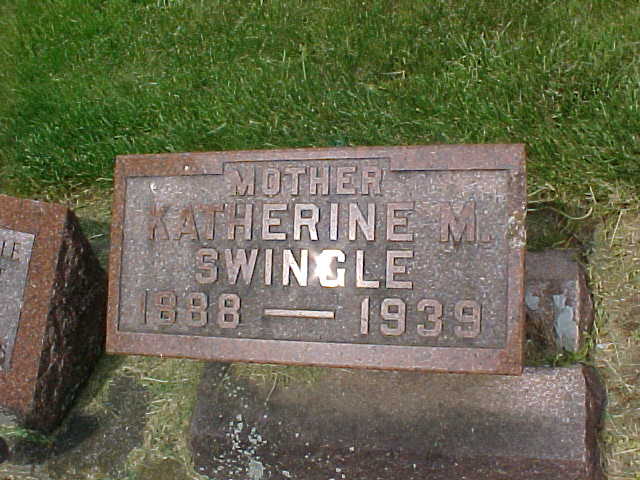 MOTHER
KATHERINE M.
SWINGLE
1888 — 1939